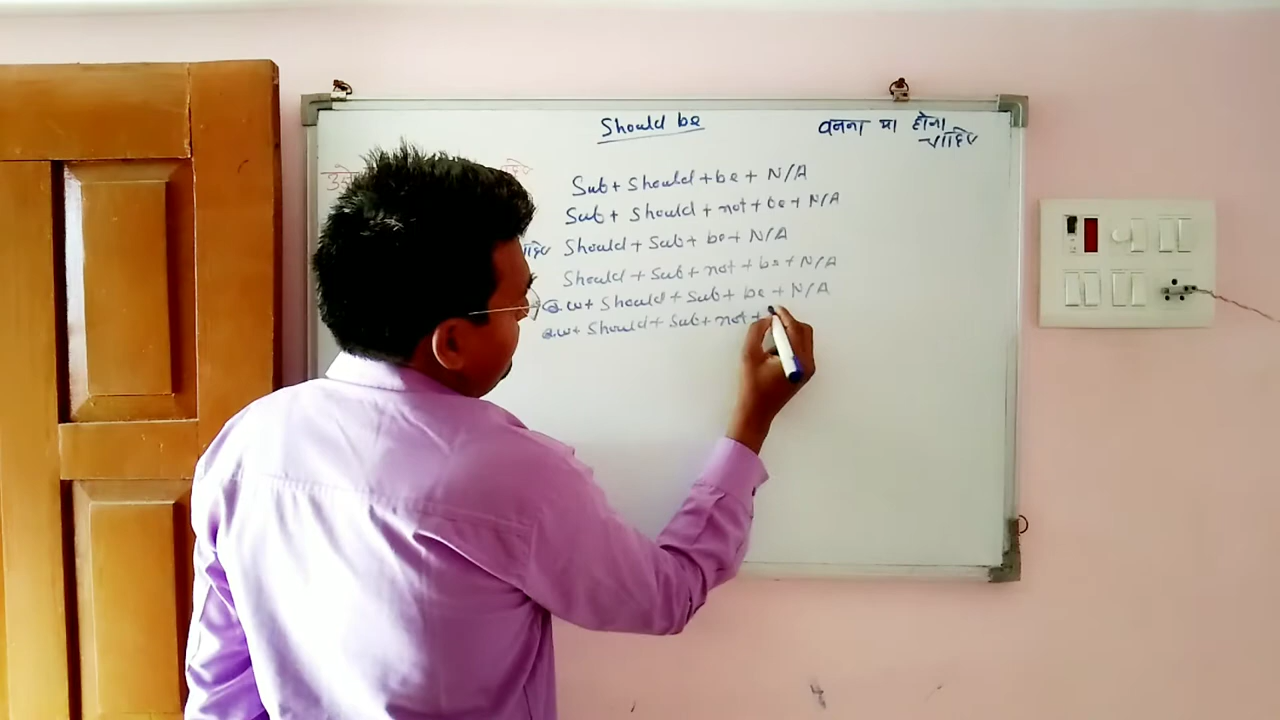 Should be
बनना या होना
चाहिए
Sub + Should + be + N/A
Sub + Should + not + be + N/A
Should + Sub + be + N/A
Should + Sub + not + be + N/A
Q.w + Should + Sub + be + N/A
Q.w + Should + Sub + not +